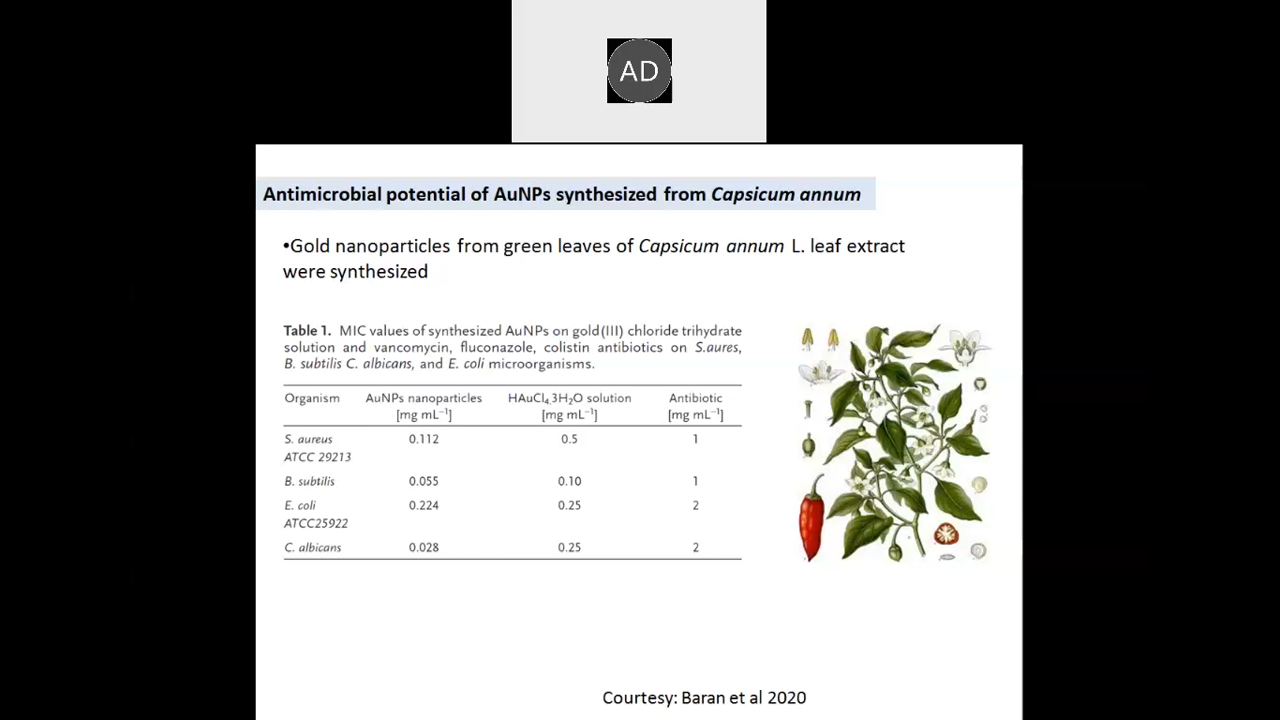 AD
Antimicrobial potential of AuNPs synthesized from Capsicum annum
•Gold nanoparticles from green leaves of Capsicum annum L. leaf extract
were synthesized
Table 1. MIC values of synthesized AuNPs on gold(III) chloride trihydrate
solution and vancomycin, fluconazole, colistin antibiotics on S.aures,
B. subtilis C. albicans, and E. coli microorganisms.
Organism AuNPs nanoparticles HAuCl4.3H2O solution Antibiotic
[mg mL⁻¹] [mg mL⁻¹] [mg mL⁻¹]
S. aureus 0.112 0.5 1
ATCC 29213
B. subtilis 0.055 0.10 1
E. coli 0.224 0.25 2
ATCC25922
C. albicans 0.028 0.25 2
Courtesy: Baran et al 2020